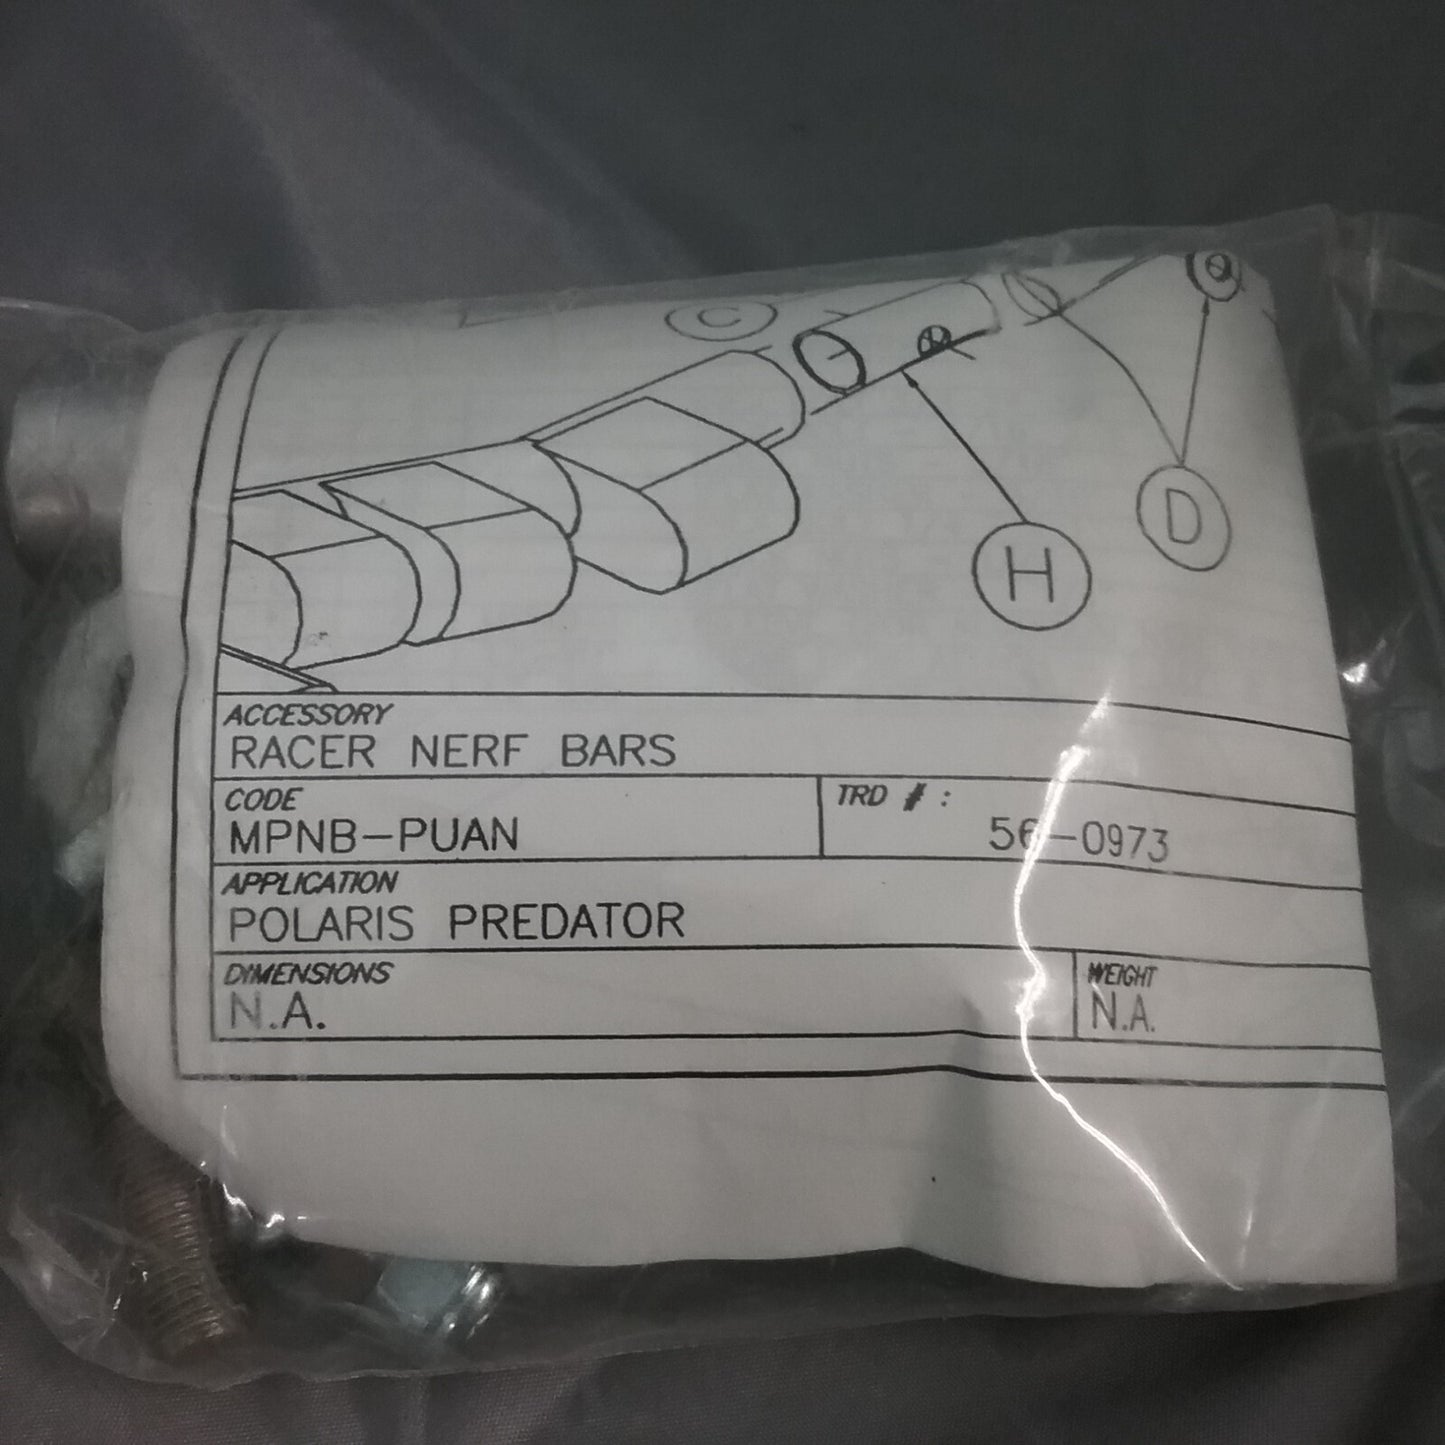 C
D
H
ACCESSORY
RACER NERF BARS
CODE
MPNB-PUAN
TRD # :
56-0973
APPLICATION
POLARIS PREDATOR
DIMENSIONS
N.A.
WEIGHT
N.A.